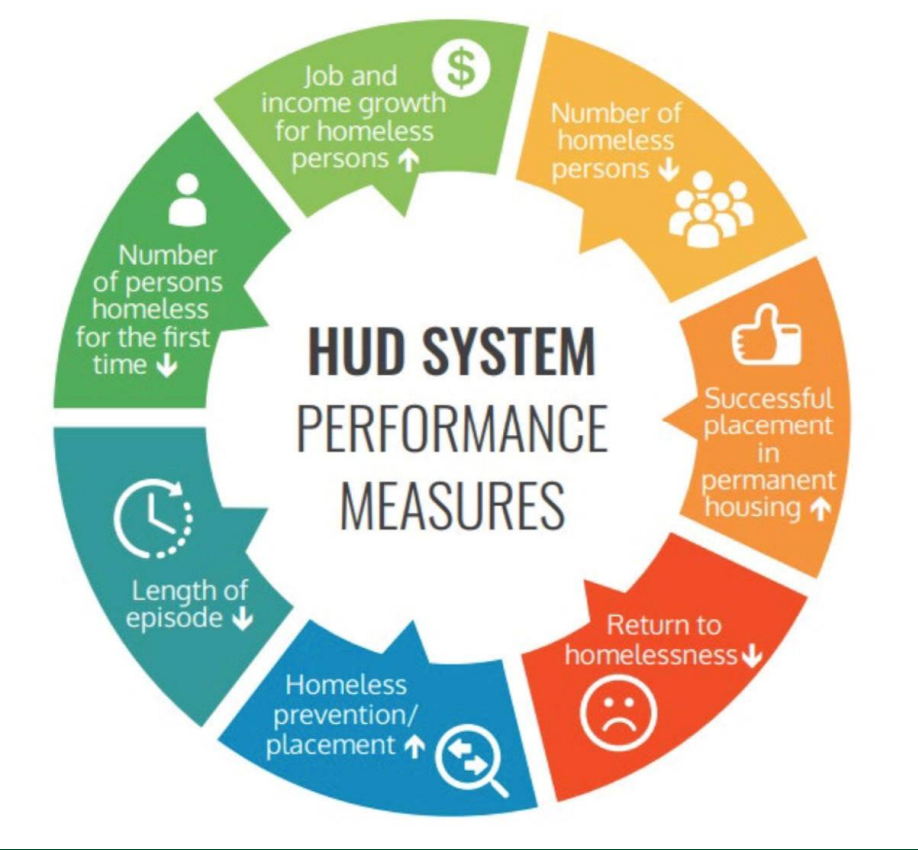 HUD SYSTEM
PERFORMANCE
MEASURES
Job and
income growth
for homeless
persons ↑
$
Number of
homeless
persons ↓
Successful
placement
in
permanent
housing ↑
Return to
homelessness ↓
Homeless
prevention/
placement ↑
Length of
episode ↓
Number
of persons
homeless
for the first
time ↓